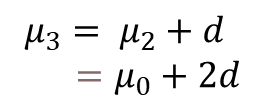 μ₃ = μ₂ + d
= μ₀ + 2d